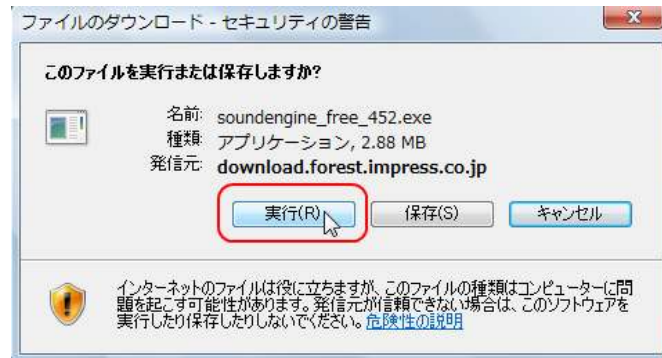 ファイルのダウンロード - セキュリティの警告
このファイルを実行または保存しますか?
名前: soundengine_free_452.exe
種類: アプリケーション, 2.88 MB
発信元: download.forest.impress.co.jp
実行(R) 保存(S) キャンセル
インターネットのファイルは役に立ちますが、このファイルの種類はコンピューターに問
題を起こす可能性があります。発信元が信頼できない場合は、このソフトウェアを
実行したり保存したりしないでください。危険性の説明